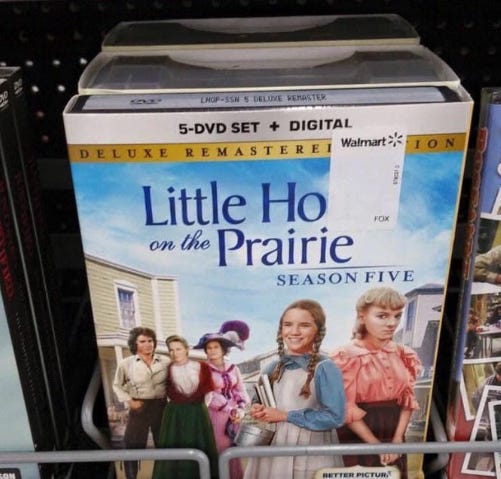 DVD
LHOP-SSN 5 DELUXE REMASTER
5-DVD SET + DIGITAL
DELUXE REMASTERE ION
Walmart
FOX
Little Ho
on the Prairie
SEASON FIVE
BETTER PICTUR